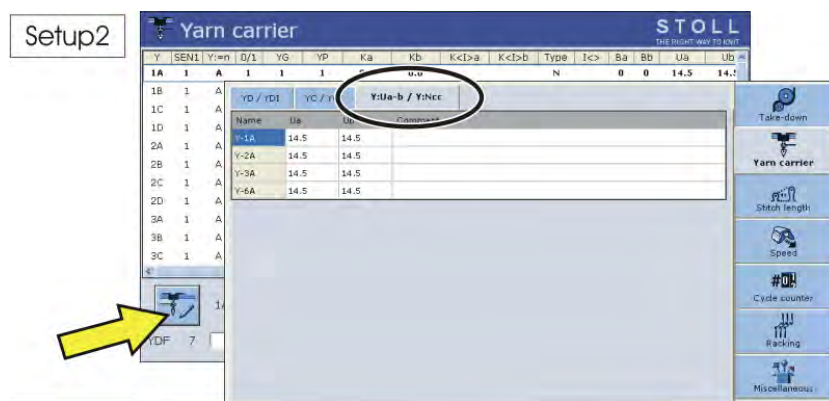 Setup2
Yarn carrier
STOLL
THE RIGHT WAY TO KNIT
Y SEN1 Y:=n 0/1 YG YP Ka Kb K<I>a K<I>b Type I<> Ba Bb Ua Ub
1A 1 A 1 1 1 0.0 N 0 0 14.5 14.5
1B 1 A
1C 1 A
1D 1 A
2A 1 A
2B 1 A
2C 1 A
2D 1 A
3A 1 A
3B 1 A
3C 1 A
YD / YDI YC / Y Y:Ua-b / Y:Ncc
Name Ua Ub Comment
Y-1A 14.5 14.5
Y-2A 14.5 14.5
Y-3A 14.5 14.5
Y-6A 14.5 14.5
YDF 7
Take-down
Yarn carrier
Stitch length
Speed
Cycle counter
Racking
Miscellaneous